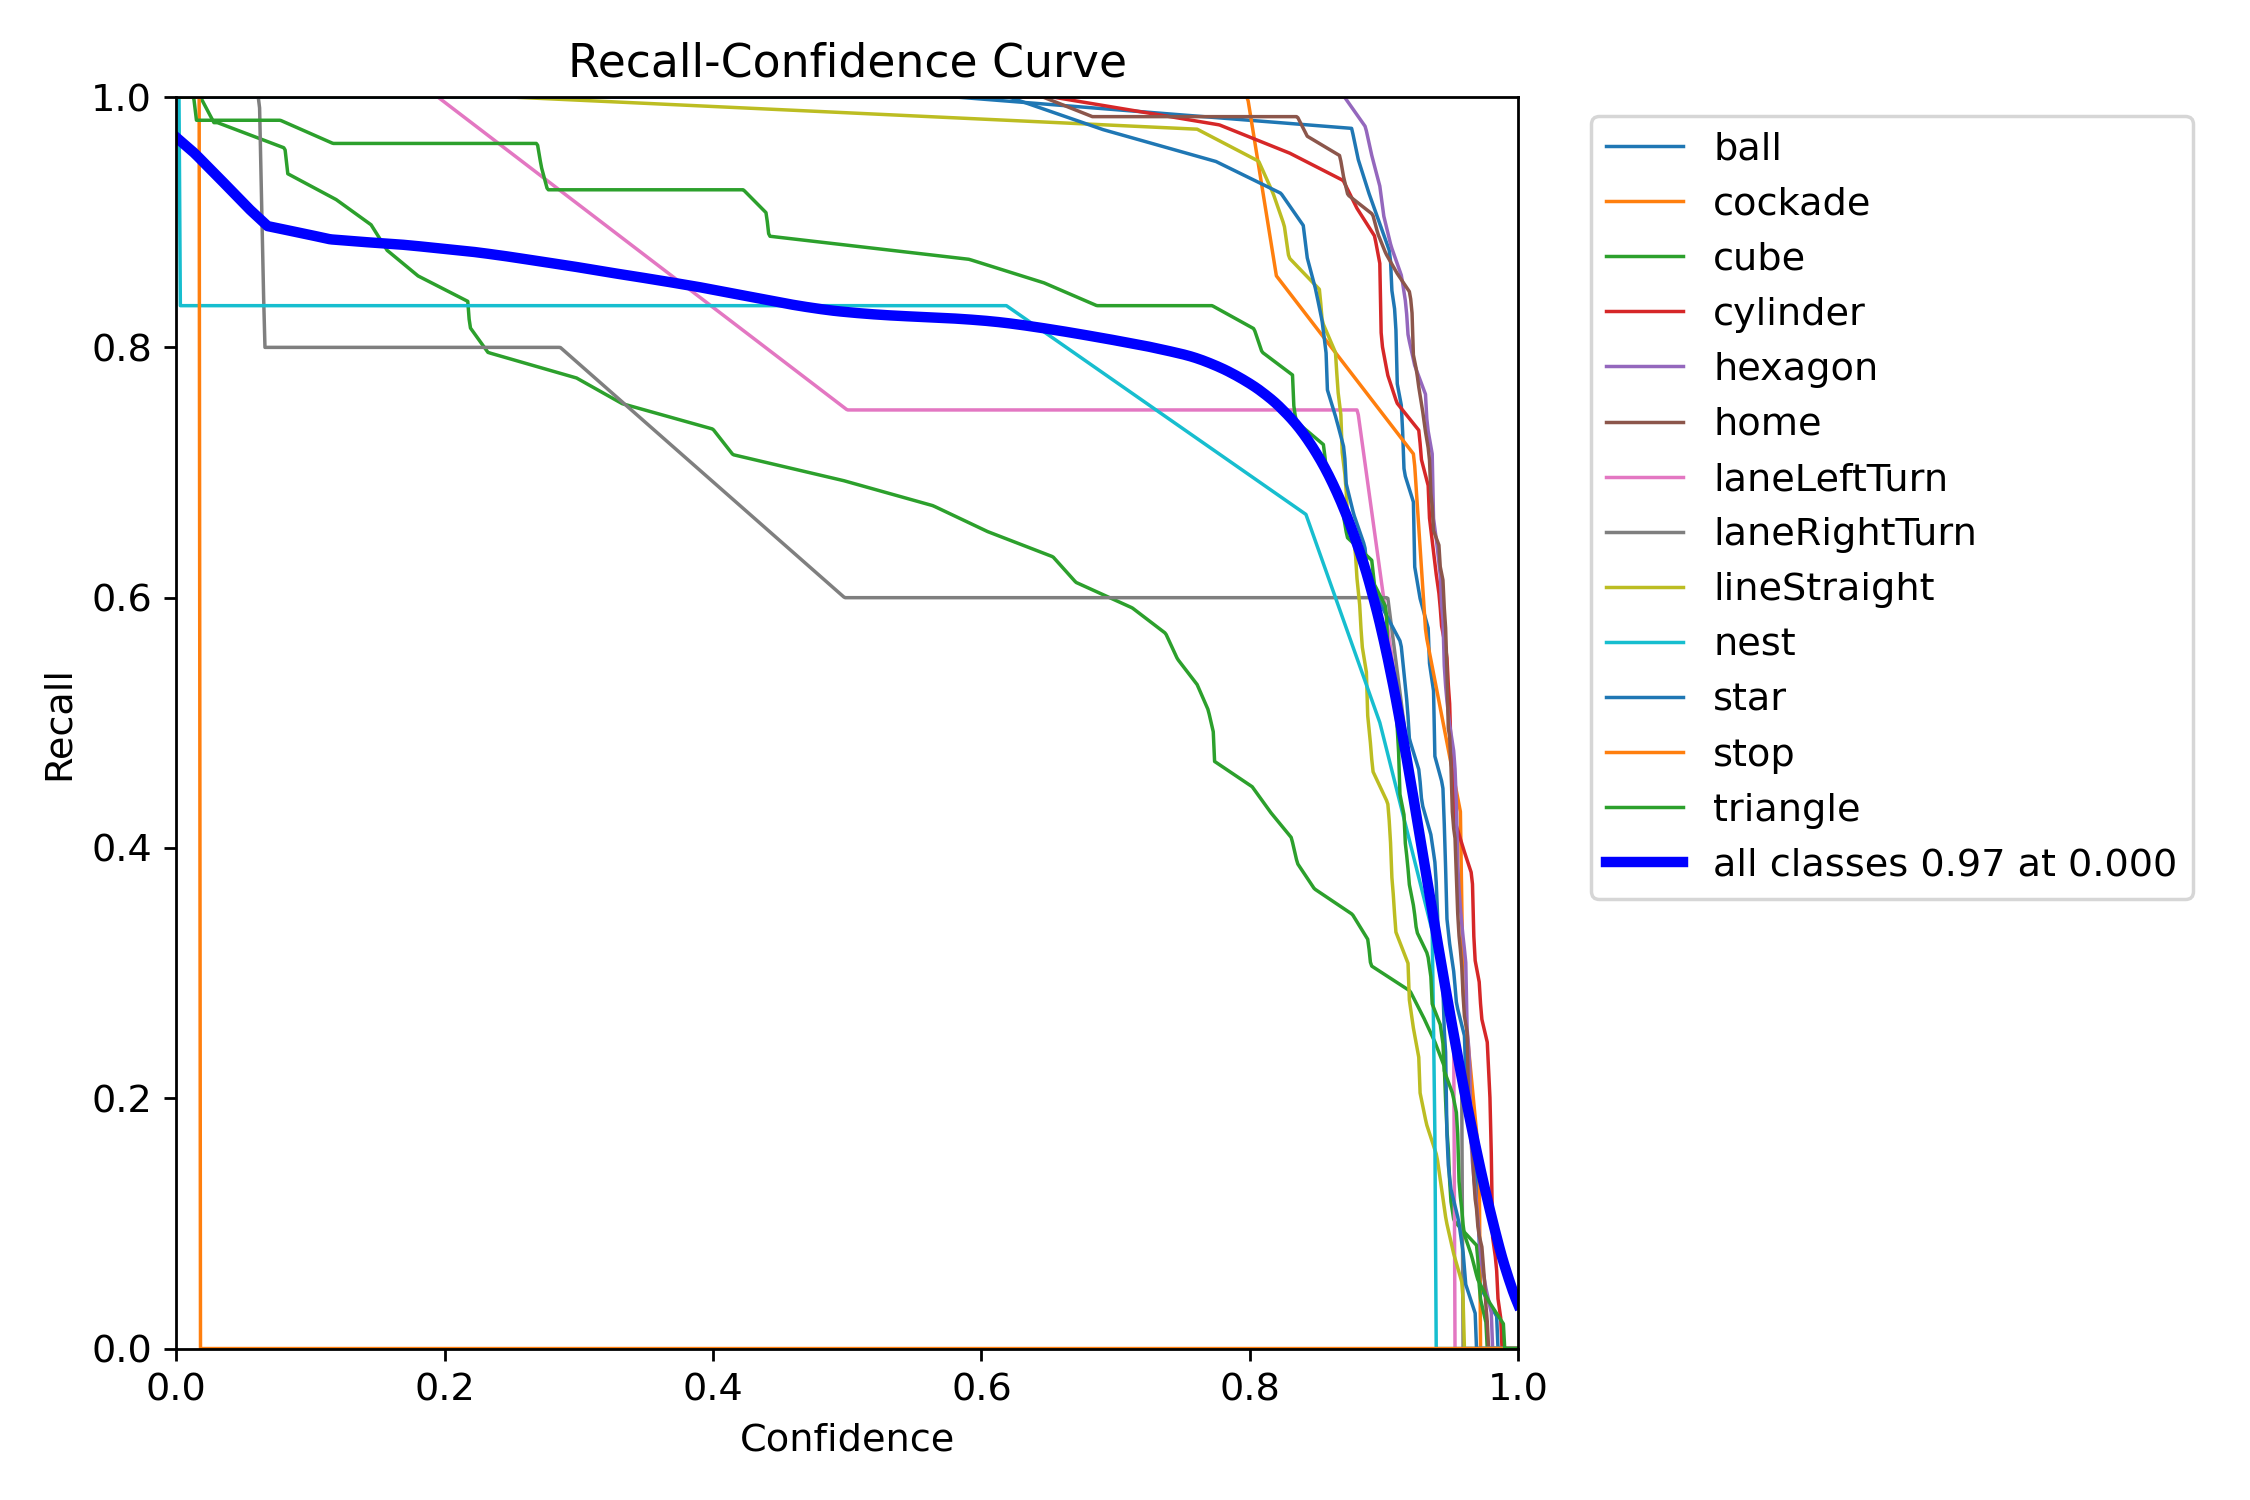 Recall-Confidence Curve
1.0
0.8
0.6
0.4
0.2
0.0
Recall
0.0 0.2 0.4 0.6 0.8 1.0
Confidence
ball
cockade
cube
cylinder
hexagon
home
laneLeftTurn
laneRightTurn
lineStraight
nest
star
stop
triangle
all classes 0.97 at 0.000